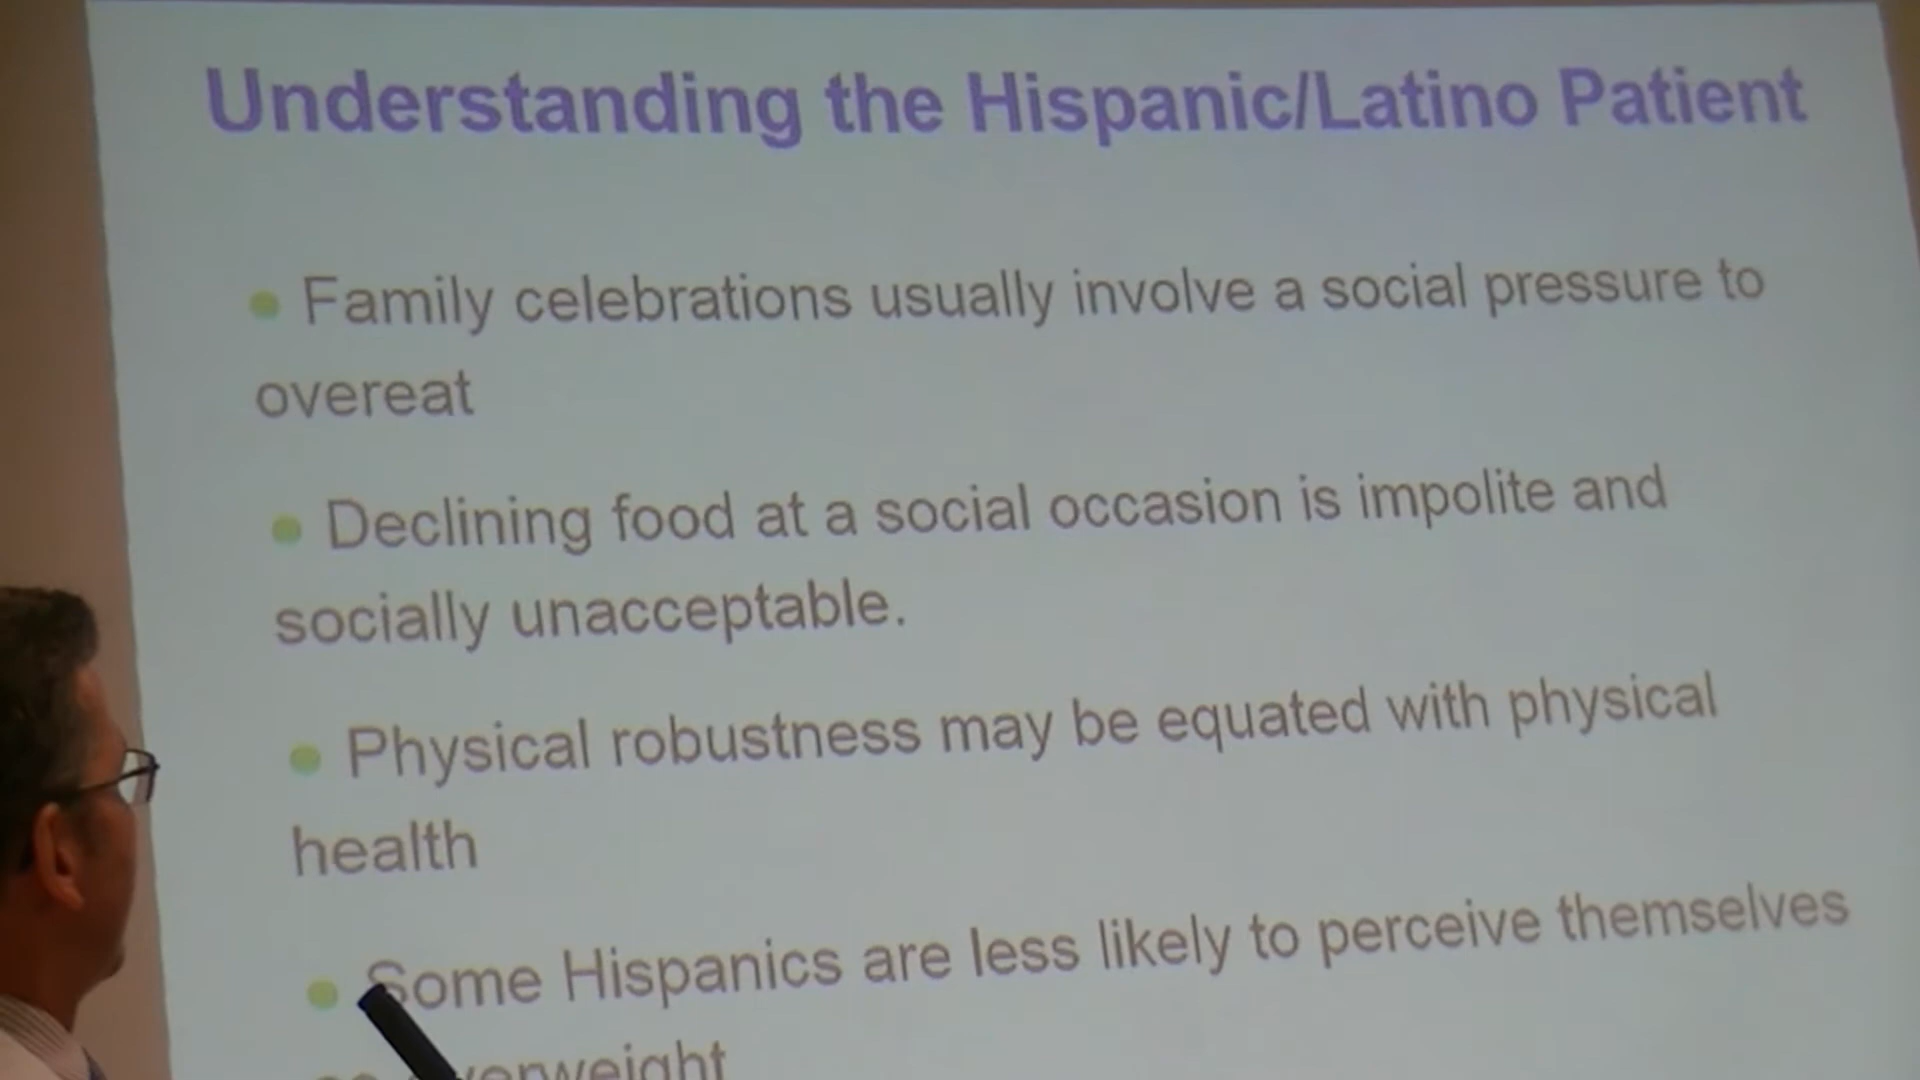 Understanding the Hispanic/Latino Patient
• Family celebrations usually involve a social pressure to
overeat
• Declining food at a social occasion is impolite and
socially unacceptable.
• Physical robustness may be equated with physical
health
• Some Hispanics are less likely to perceive themselves
overweight